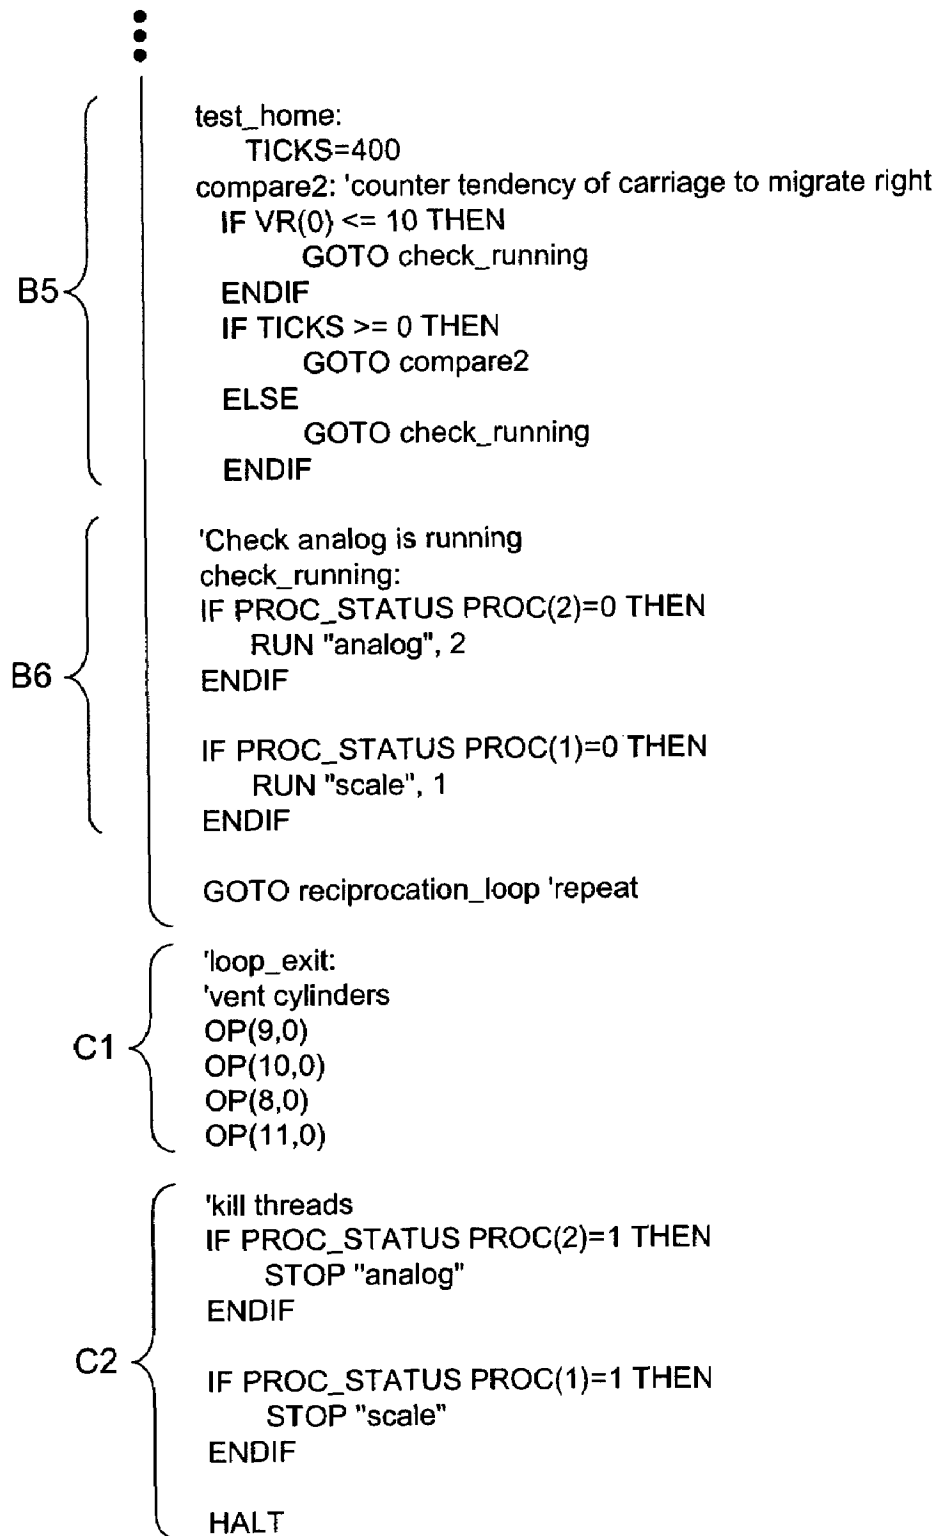 test_home:
TICKS=400
compare2: 'counter tendency of carriage to migrate right
IF VR(0) <= 10 THEN
GOTO check_running
ENDIF
IF TICKS >= 0 THEN
GOTO compare2
ELSE
GOTO check_running
ENDIF
B5
'Check analog is running
check_running:
IF PROC_STATUS PROC(2)=0 THEN
RUN "analog", 2
ENDIF
B6
IF PROC_STATUS PROC(1)=0 THEN
RUN "scale", 1
ENDIF
GOTO reciprocation_loop 'repeat
'loop_exit:
'vent cylinders
OP(9,0)
C1
OP(10,0)
OP(8,0)
OP(11,0)
'kill threads
IF PROC_STATUS PROC(2)=1 THEN
STOP "analog"
ENDIF
C2
IF PROC_STATUS PROC(1)=1 THEN
STOP "scale"
ENDIF
HALT